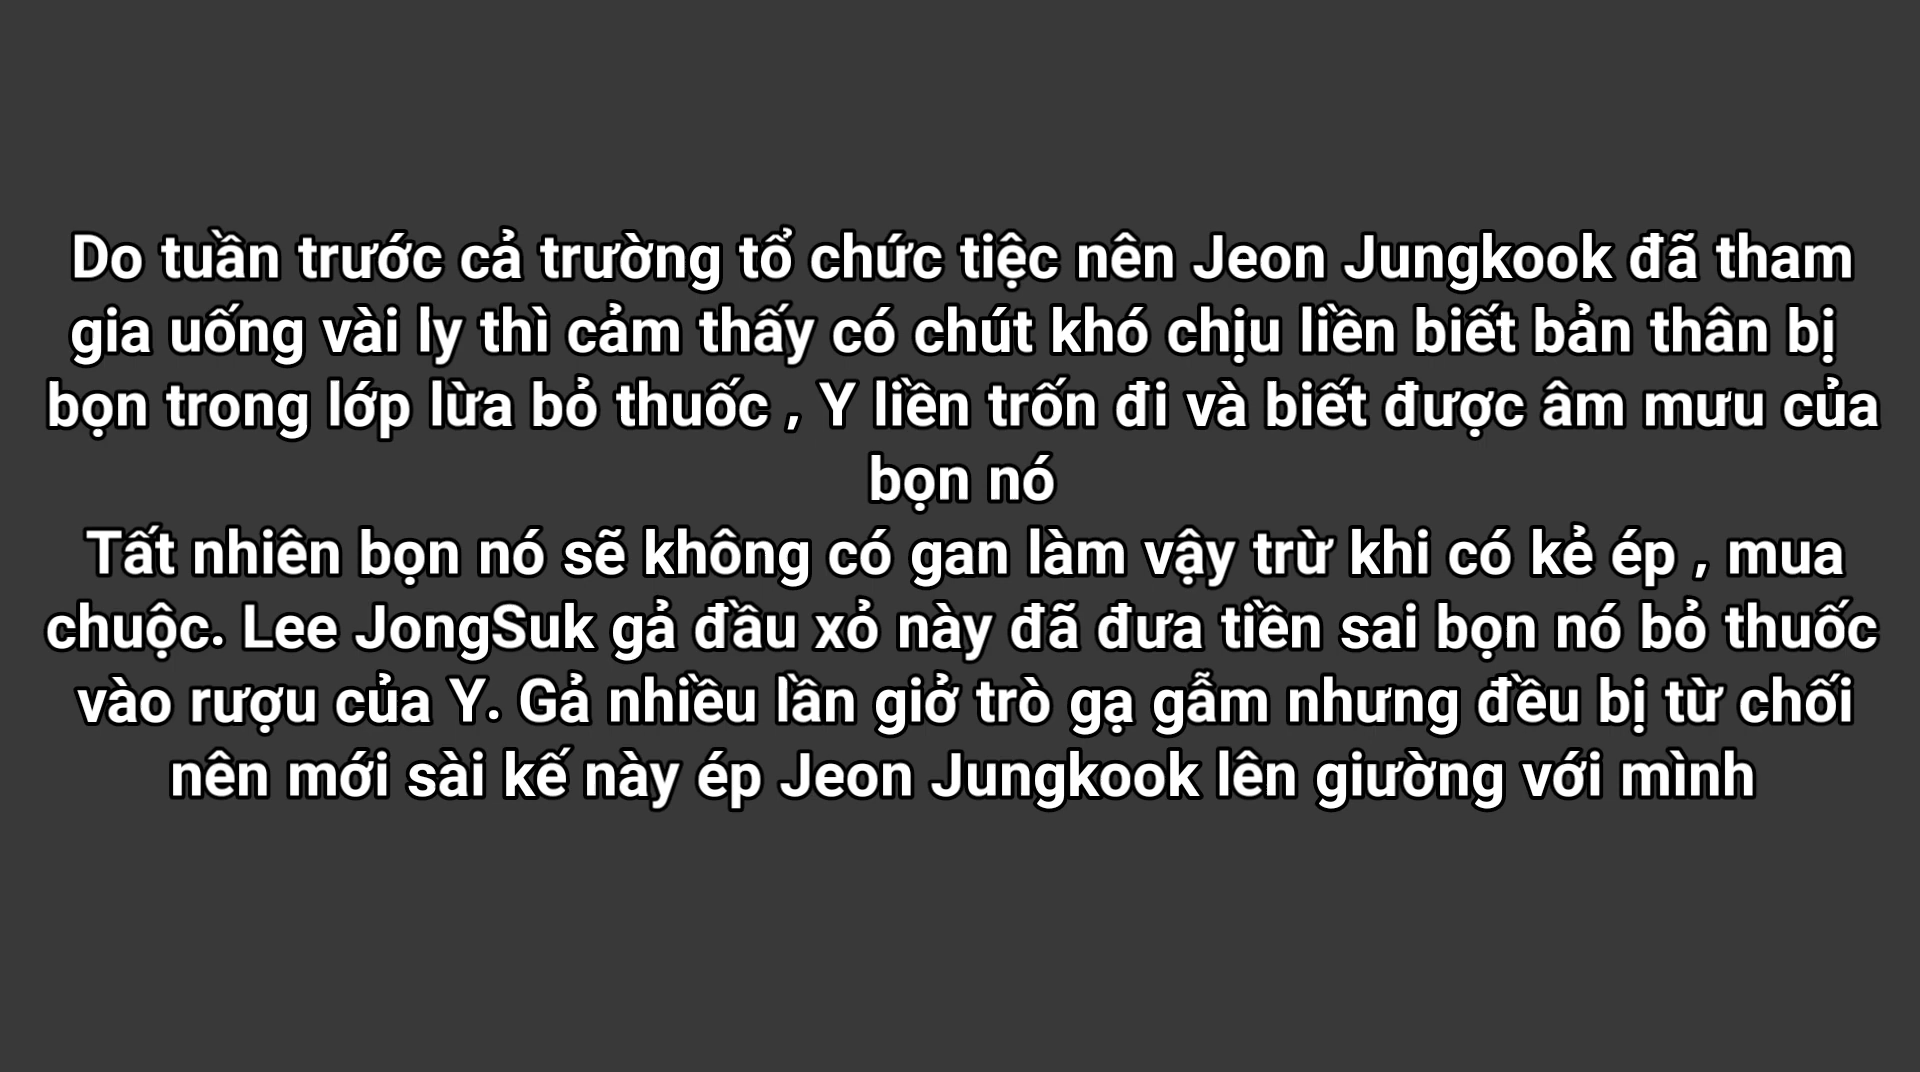 Do tuần trước cả trường tổ chức tiệc nên Jeon Jungkook đã tham
gia uống vài ly thì cảm thấy có chút khó chịu liền biết bản thân bị
bọn trong lớp lừa bỏ thuốc , Y liền trốn đi và biết được âm mưu của
bọn nó
Tất nhiên bọn nó sẽ không có gan làm vậy trừ khi có kẻ ép , mua
chuộc. Lee JongSuk gả đầu xỏ này đã đưa tiền sai bọn nó bỏ thuốc
vào rượu của Y. Gả nhiều lần giở trò gạ gẫm nhưng đều bị từ chối
nên mới sài kế này ép Jeon Jungkook lên giường với mình